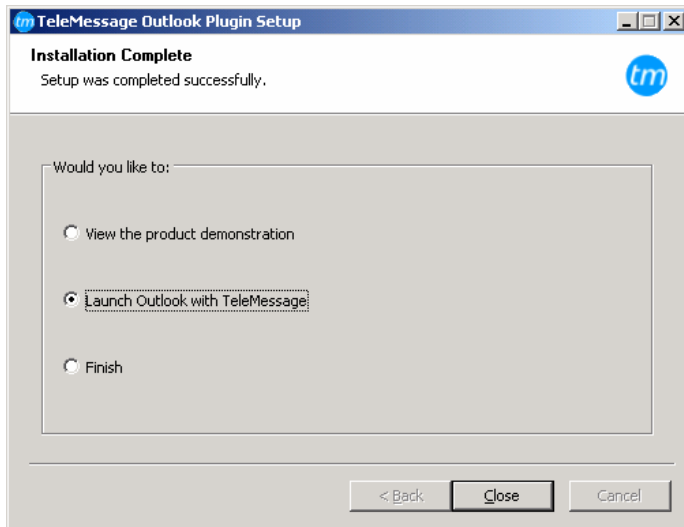 tm TeleMessage Outlook Plugin Setup
Installation Complete
Setup was completed successfully.
tm
Would you like to:
View the product demonstration
Launch Outlook with TeleMessage
Finish
< Back
Close
Cancel